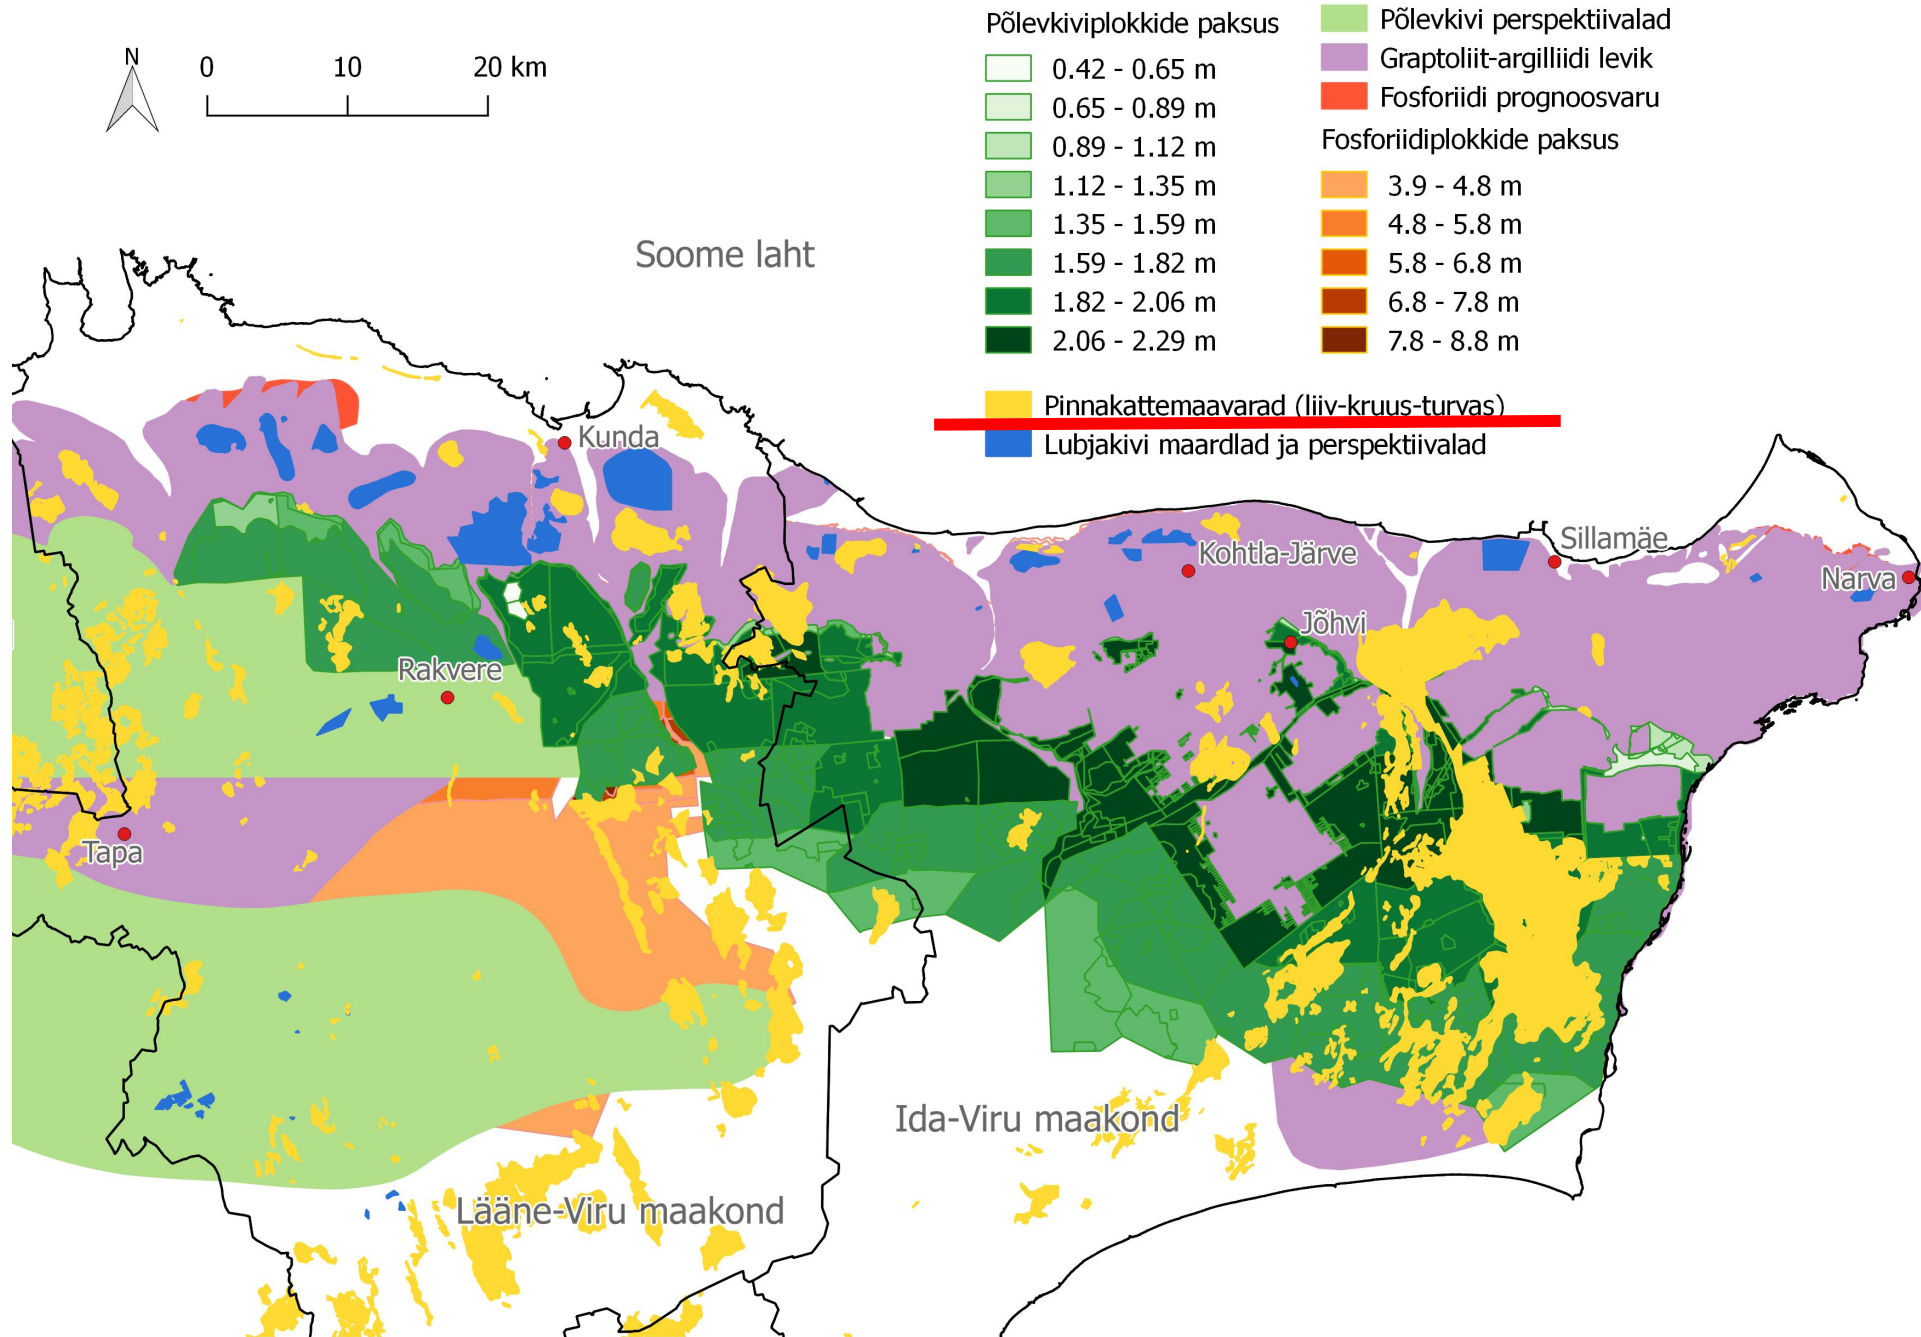 N
0 10 20 km
Põlevkiviplokkide paksus
0.42 - 0.65 m
0.65 - 0.89 m
0.89 - 1.12 m
1.12 - 1.35 m
1.35 - 1.59 m
1.59 - 1.82 m
1.82 - 2.06 m
2.06 - 2.29 m
Põlevkivi perspektiivalad
Graptoliit-argilliidi levik
Fosforiidi prognoosvaru
Fosforiidiplokkide paksus
3.9 - 4.8 m
4.8 - 5.8 m
5.8 - 6.8 m
6.8 - 7.8 m
7.8 - 8.8 m
Pinnakattemaavarad (liiv-kruus-turvas)
Lubjakivi maardlad ja perspektiivalad
Soome laht
Kunda
Sillamäe
Kohtla-Järve
Narva
Jõhvi
Rakvere
Tapa
Ida-Viru maakond
Lääne-Viru maakond